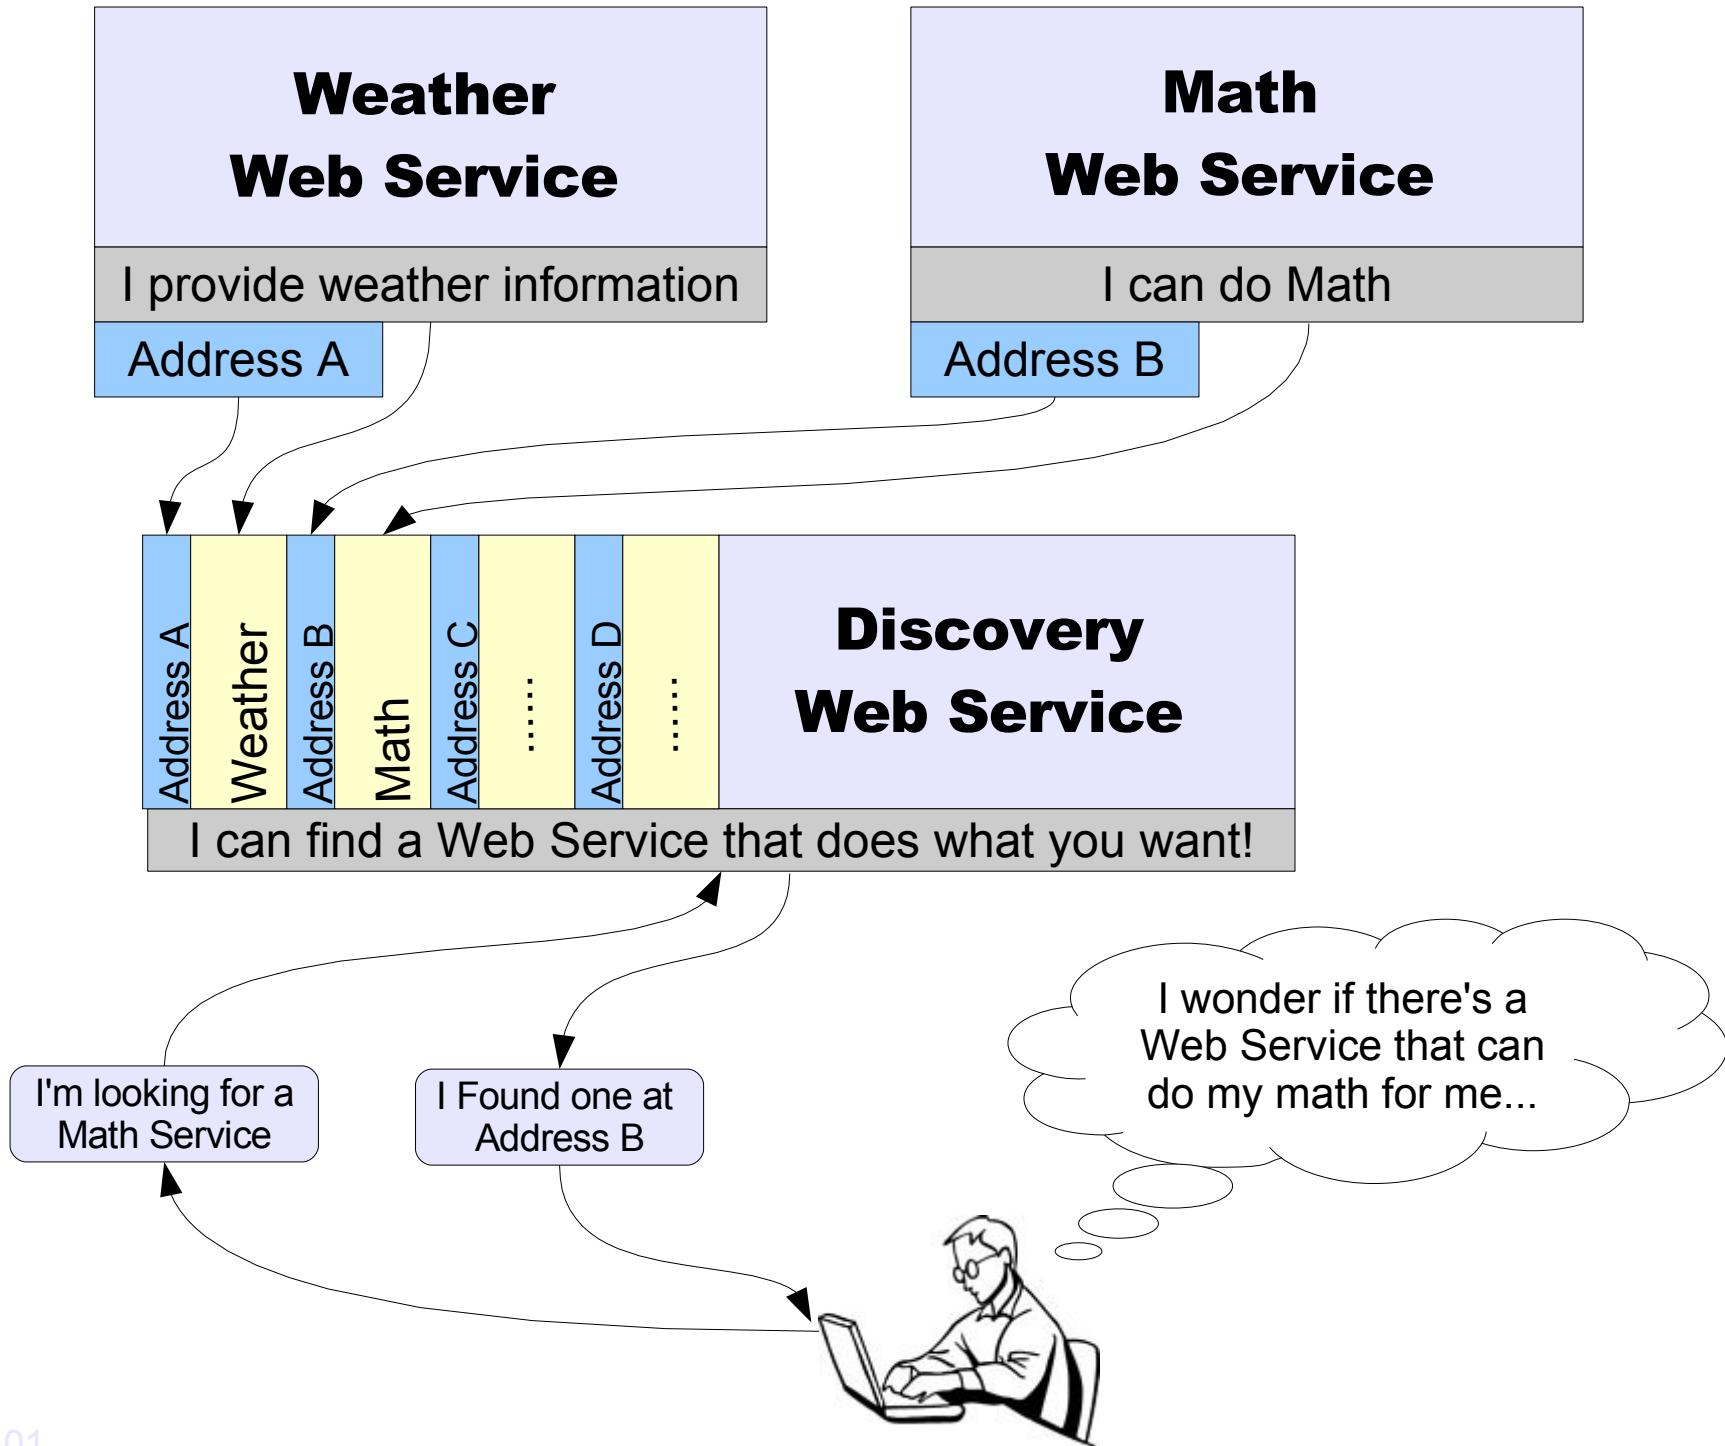 Weather
Web Service
I provide weather information
Address A
Math
Web Service
I can do Math
Address B
Address A
Weather
Address B
Math
Address C
......
Address D
......
Discovery
Web Service
I can find a Web Service that does what you want!
I'm looking for a
Math Service
I Found one at
Address B
I wonder if there's a
Web Service that can
do my math for me...
01